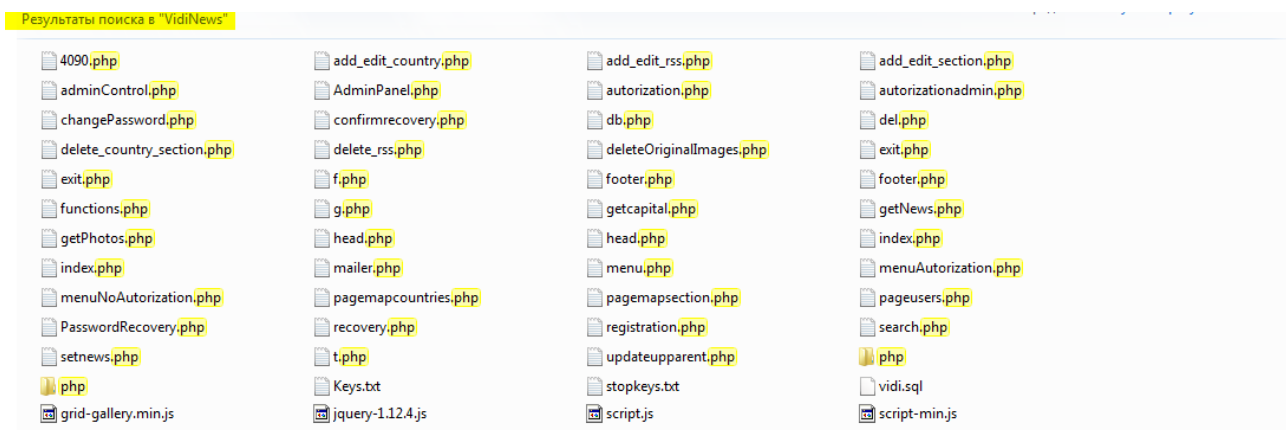 Результаты поиска в "VidiNews"
4090.php add_edit_country.php add_edit_rss.php add_edit_section.php
adminControl.php AdminPanel.php autorization.php autorizationadmin.php
changePassword.php confirmrecovery.php db.php del.php
delete_country_section.php delete_rss.php deleteOriginalImages.php exit.php
exit.php f.php footer.php footer.php
functions.php g.php getcapital.php getNews.php
getPhotos.php head.php head.php index.php
index.php mailer.php menu.php menuAutorization.php
menuNoAutorization.php pagemapcountries.php pagemapsection.php pageusers.php
PasswordRecovery.php recovery.php registration.php search.php
setnews.php t.php updateupparent.php php
php Keys.txt stopkeys.txt vidi.sql
grid-gallery.min.js jquery-1.12.4.js script.js script-min.js